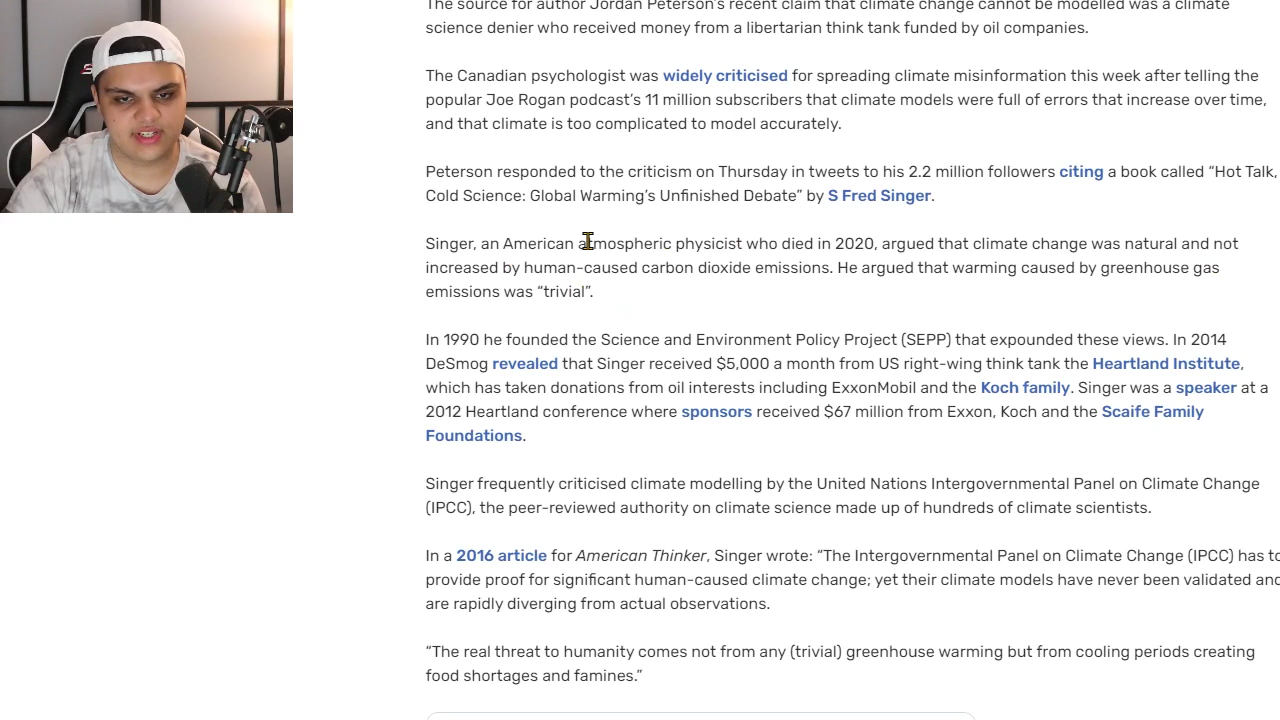 The source for author Jordan Peterson's recent claim that climate change cannot be modelled was a climate
science denier who received money from a libertarian think tank funded by oil companies.
The Canadian psychologist was widely criticised for spreading climate misinformation this week after telling the
popular Joe Rogan podcast's 11 million subscribers that climate models were full of errors that increase over time,
and that climate is too complicated to model accurately.
Peterson responded to the criticism on Thursday in tweets to his 2.2 million followers citing a book called “Hot Talk,
Cold Science: Global Warming's Unfinished Debate” by S Fred Singer.
Singer, an American atmospheric physicist who died in 2020, argued that climate change was natural and not
increased by human-caused carbon dioxide emissions. He argued that warming caused by greenhouse gas
emissions was “trivial”.
In 1990 he founded the Science and Environment Policy Project (SEPP) that expounded these views. In 2014
DeSmog revealed that Singer received $5,000 a month from US right-wing think tank the Heartland Institute,
which has taken donations from oil interests including ExxonMobil and the Koch family. Singer was a speaker at a
2012 Heartland conference where sponsors received $67 million from Exxon, Koch and the Scaife Family
Foundations.
Singer frequently criticised climate modelling by the United Nations Intergovernmental Panel on Climate Change
(IPCC), the peer-reviewed authority on climate science made up of hundreds of climate scientists.
In a 2016 article for American Thinker, Singer wrote: “The Intergovernmental Panel on Climate Change (IPCC) has to
provide proof for significant human-caused climate change; yet their climate models have never been validated and
are rapidly diverging from actual observations.
“The real threat to humanity comes not from any (trivial) greenhouse warming but from cooling periods creating
food shortages and famines.”